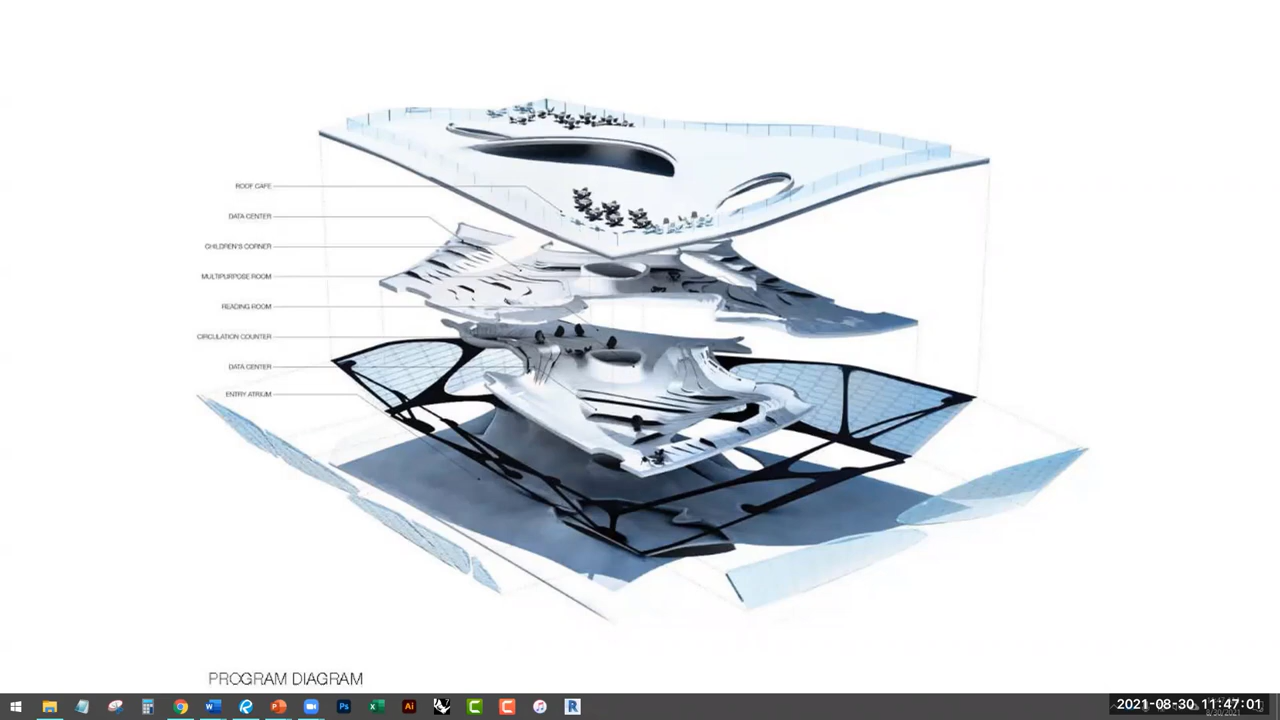 ROOF CAFE
DATA CENTER
CHILDREN'S CORNER
MULTIPURPOSE ROOM
READING ROOM
CIRCULATION COUNTER
DATA CENTER
ENTRY ATRIUM
PROGRAM DIAGRAM
2021-08-30 11:47:01